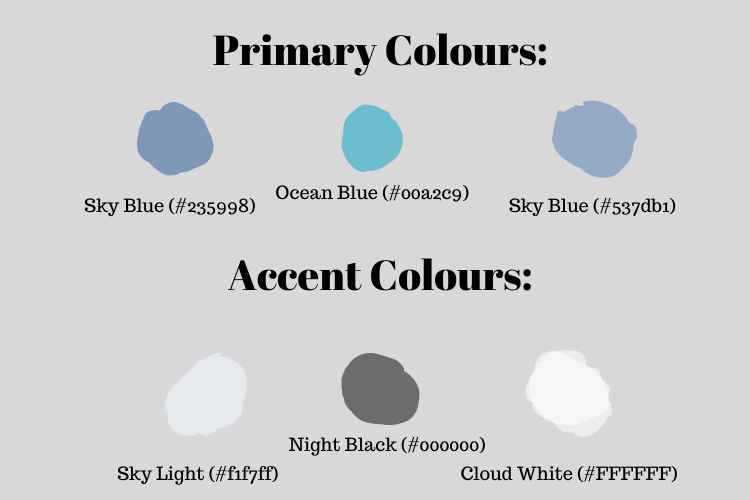 Primary Colours:
Sky Blue (#235998)
Ocean Blue (#00a2c9)
Sky Blue (#537db1)
Accent Colours:
Night Black (#000000)
Sky Light (#f1f7ff)
Cloud White (#FFFFFF)